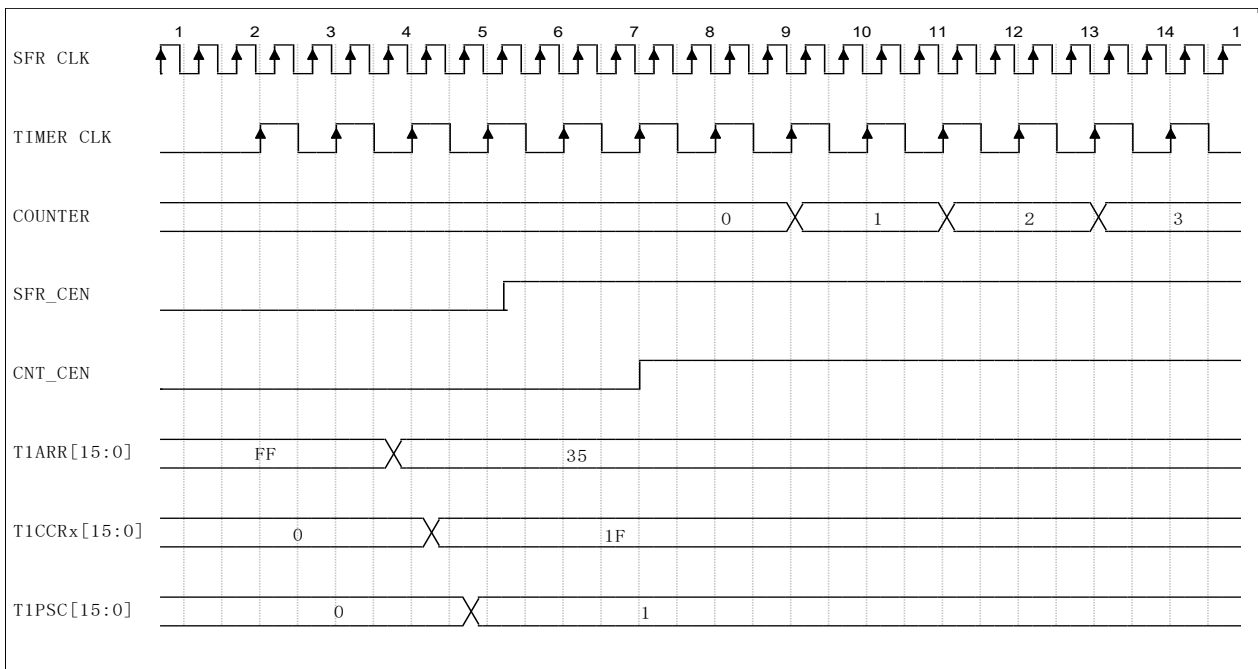 1 2 3 4 5 6 7 8 9 10 11 12 13 14 1
SFR CLK
TIMER CLK
COUNTER 0 1 2 3
SFR_CEN
CNT_CEN
T1ARR[15:0] FF 35
T1CCRx[15:0] 0 1F
T1PSC[15:0] 0 1